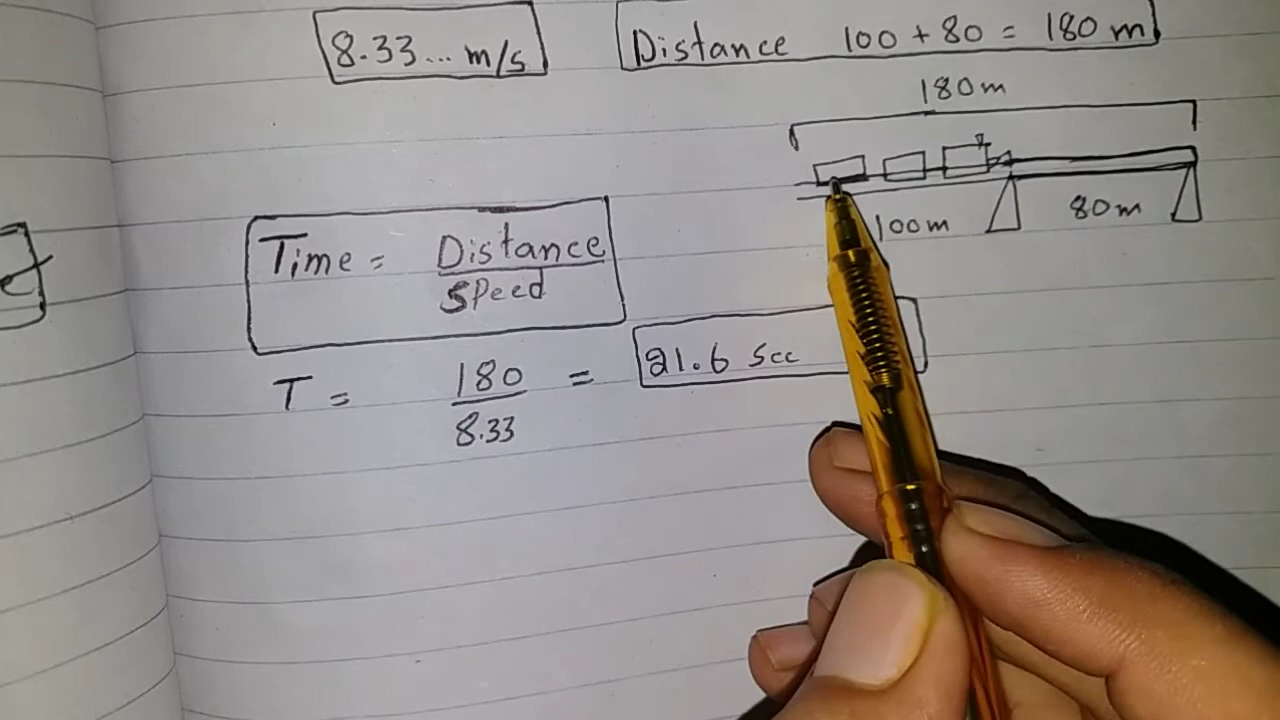 8.33... m/s
Distance 100 + 80 = 180 m
180m
100m
80m
Time = Distance
Speed
T = 180 = 21.6 Sec
8.33